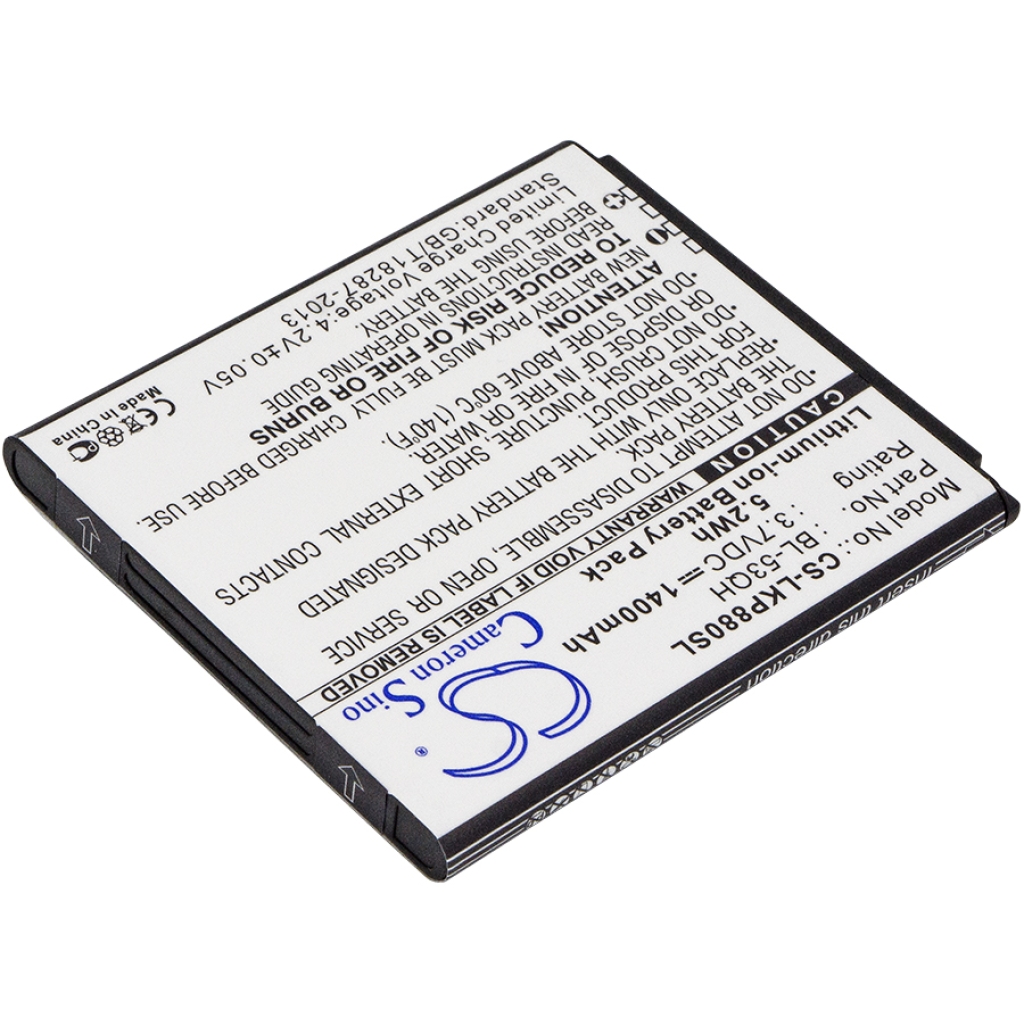 Model No.: CS-LKP880SL
Part No. : BL-53QH
Rating : 3.7VDC 1400mAh
5.2Wh
Lithium-ion Battery Pack
Cameron Sino
CS
®
CAUTION WARRANTY VOID IF LABEL IS REMOVED
•DO NOT ATTEMPT TO DISASSEMBLE, OPEN OR SERVICE
THE BATTERY PACK.
•REPLACE ONLY WITH THE BATTERY PACK DESIGNATED
FOR THIS PRODUCT.
•DO NOT CRUSH, PUNCTURE, SHORT EXTERNAL CONTACTS
OR DISPOSE OF IN FIRE OR WATER.
•DO NOT STORE ABOVE 60°C (140°F).
ATTENTION!
NEW BATTERY PACK MUST BE FULLY CHARGED BEFORE USE.
TO REDUCE RISK OF FIRE OR BURNS
READ INSTRUCTIONS IN OPERATING GUIDE
BEFORE USING THE BATTERY.
Limited Charge Voltage:4.2V±0.05V
Standard:GB/T18287-2013
CE
Made in China
Insert this direction